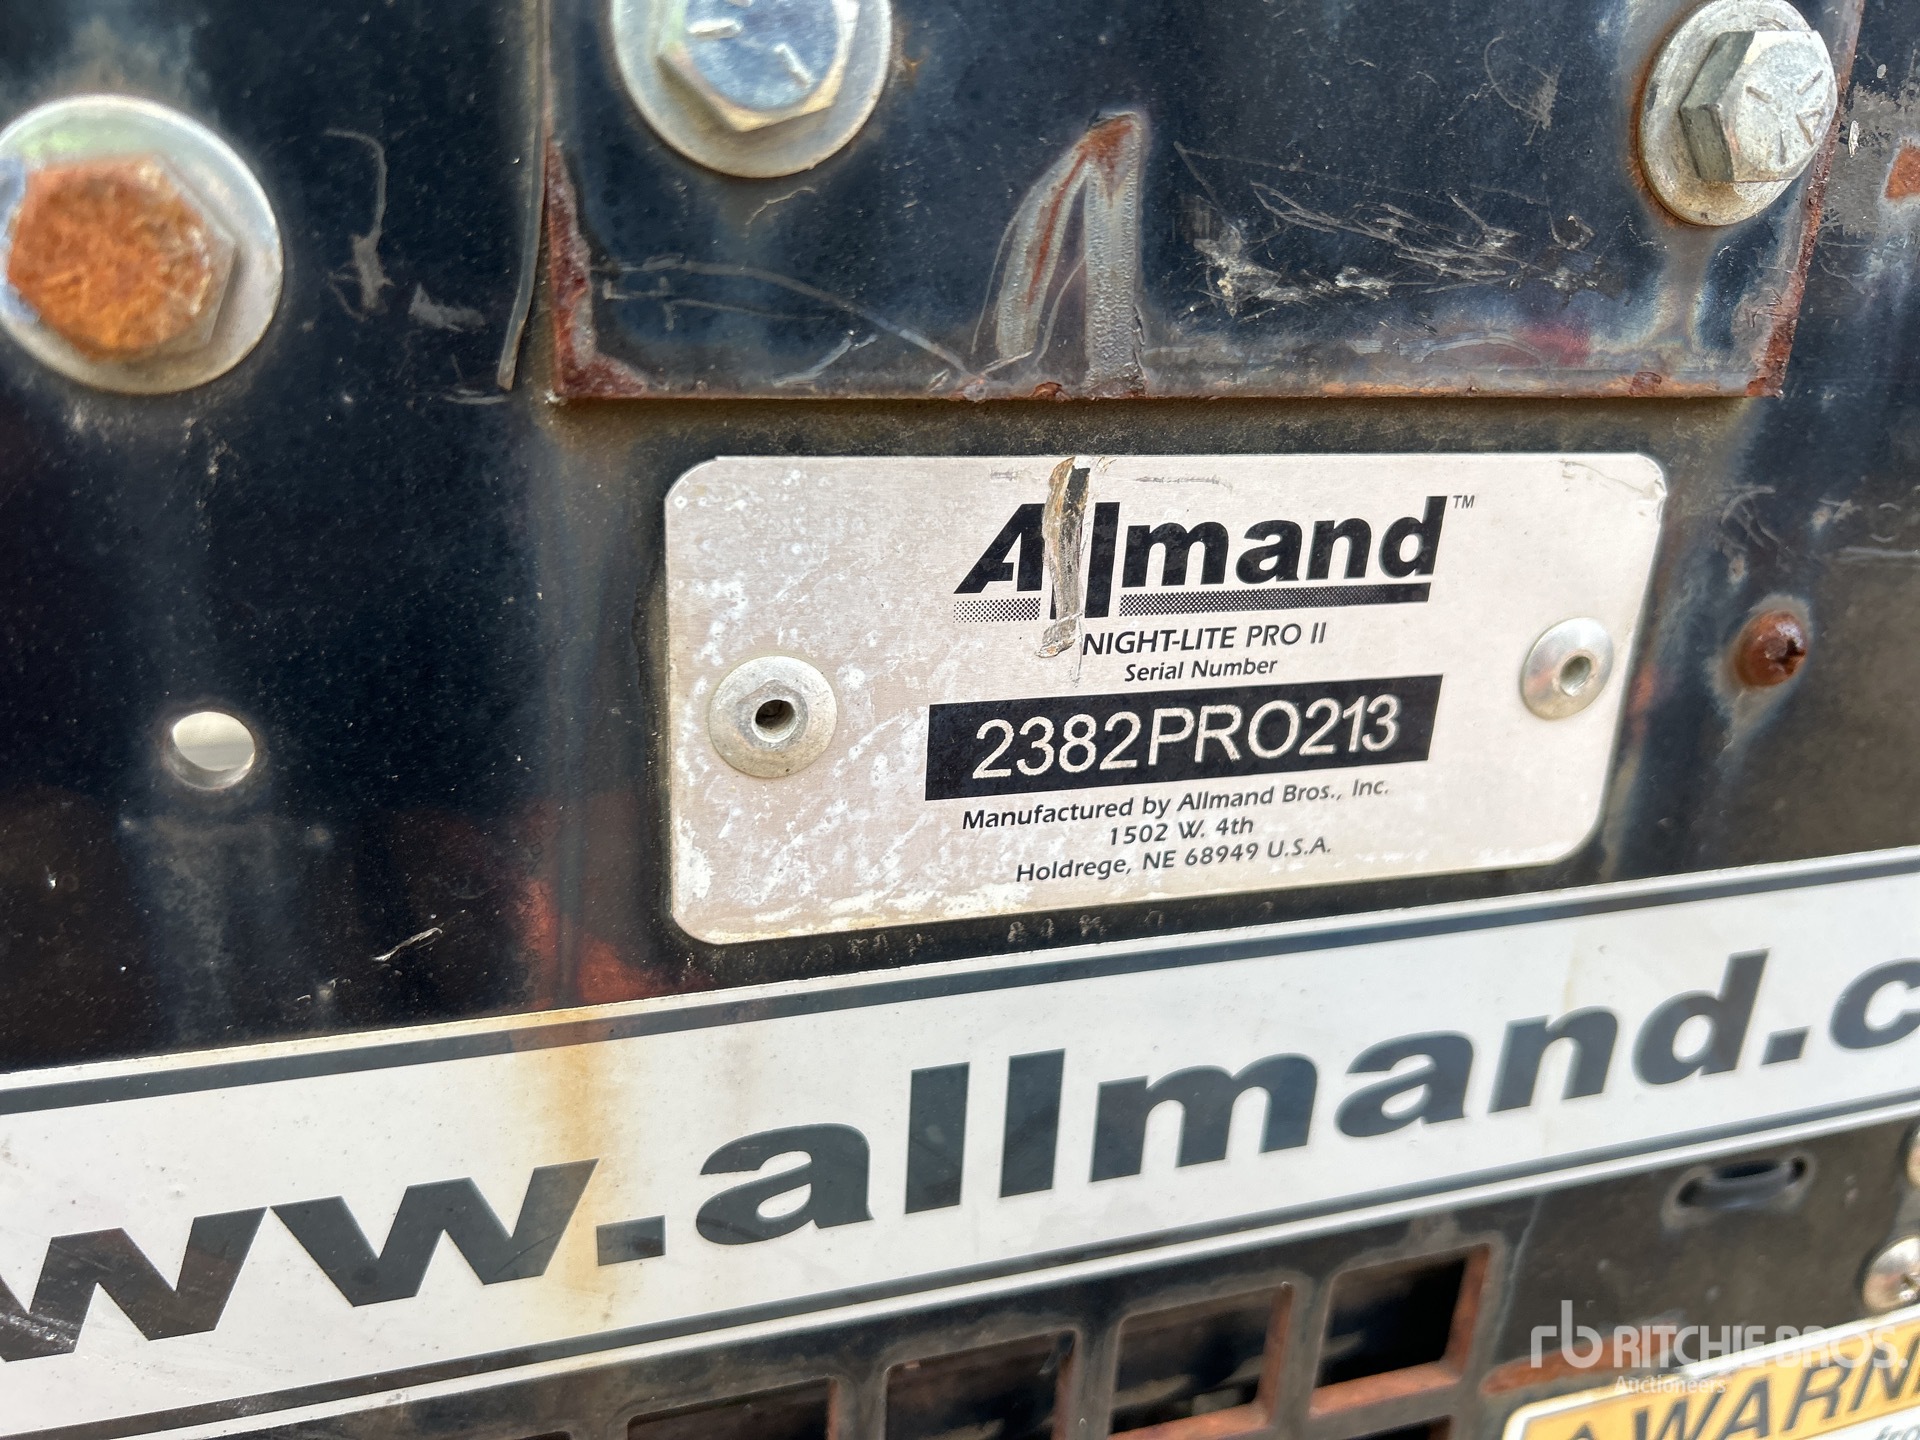 Allmand™
NIGHT-LITE PRO II
Serial Number
2382PRO213
Manufactured by Allmand Bros., Inc.
1502 W. 4th
Holdrege, NE 68949 U.S.A.
ww.allmand.c
rb RITCHIE BROS.
Auctioneers
WARN